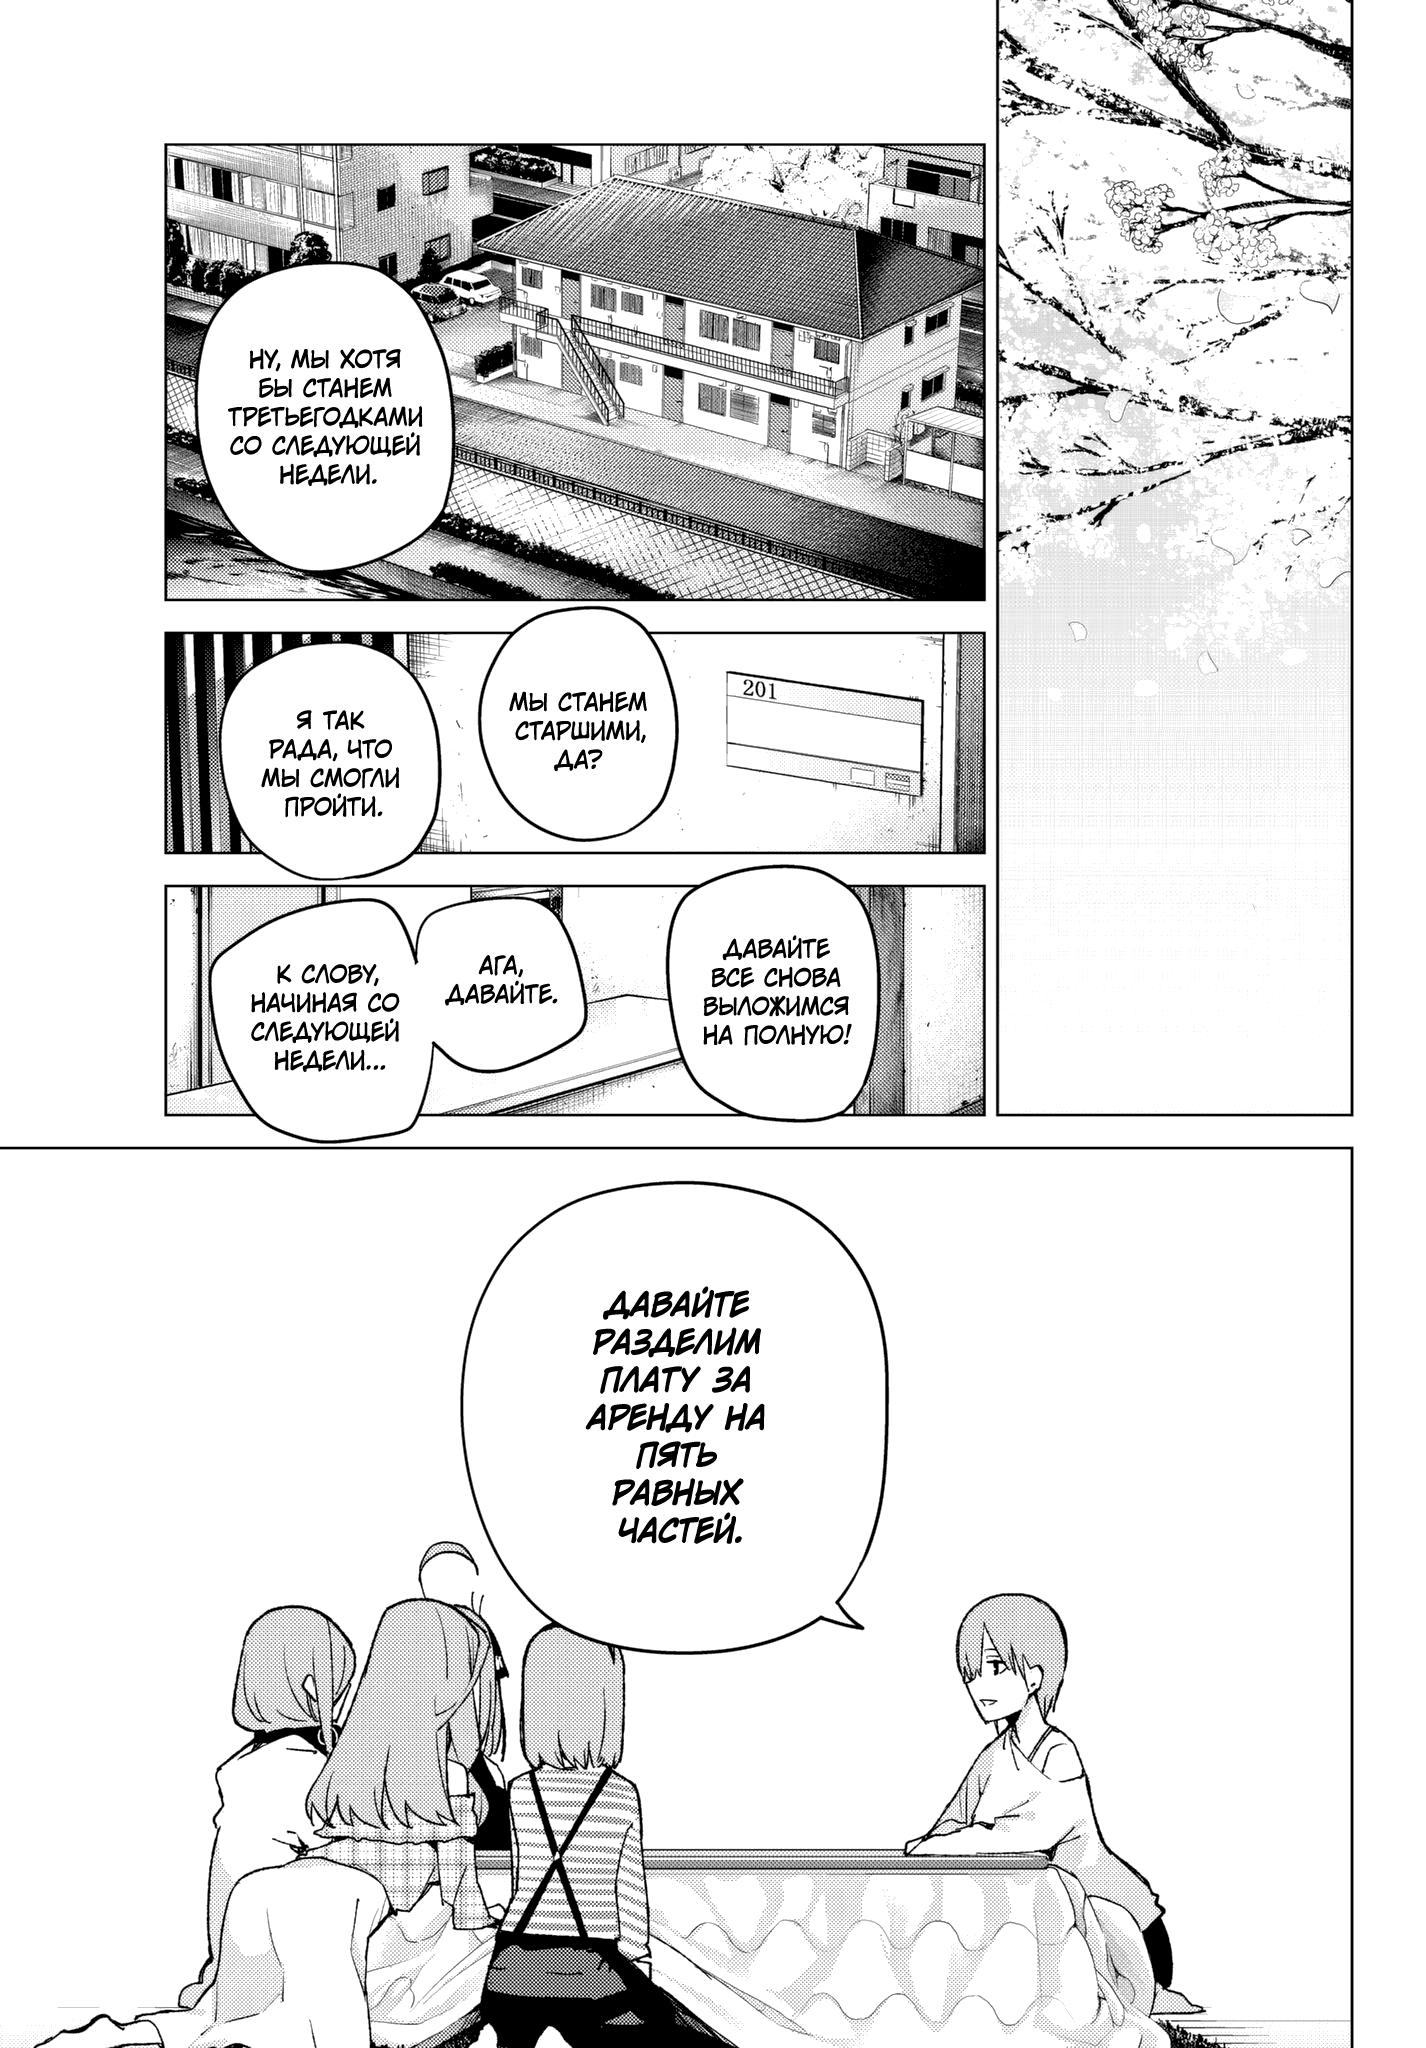 НУ, МЫ ХОТЯ
БЫ СТАНЕМ
ТРЕТЬЕГОДКАМИ
СО СЛЕДУЮЩЕЙ
НЕДЕЛИ.
201
МЫ СТАНЕМ
СТАРШИМИ,
ДА?
Я ТАК
РАДА, ЧТО
МЫ СМОГЛИ
ПРОЙТИ.
ДАВАЙТЕ
ВСЕ СНОВА
ВЫЛОЖИМСЯ
НА ПОЛНУЮ!
АГА,
ДАВАЙТЕ.
К СЛОВУ,
НАЧИНАЯ СО
СЛЕДУЮЩЕЙ
НЕДЕЛИ...
ДАВАЙТЕ
РАЗДЕЛИМ
ПЛАТУ ЗА
АРЕНДУ НА
ПЯТЬ
РАВНЫХ
ЧАСТЕЙ.